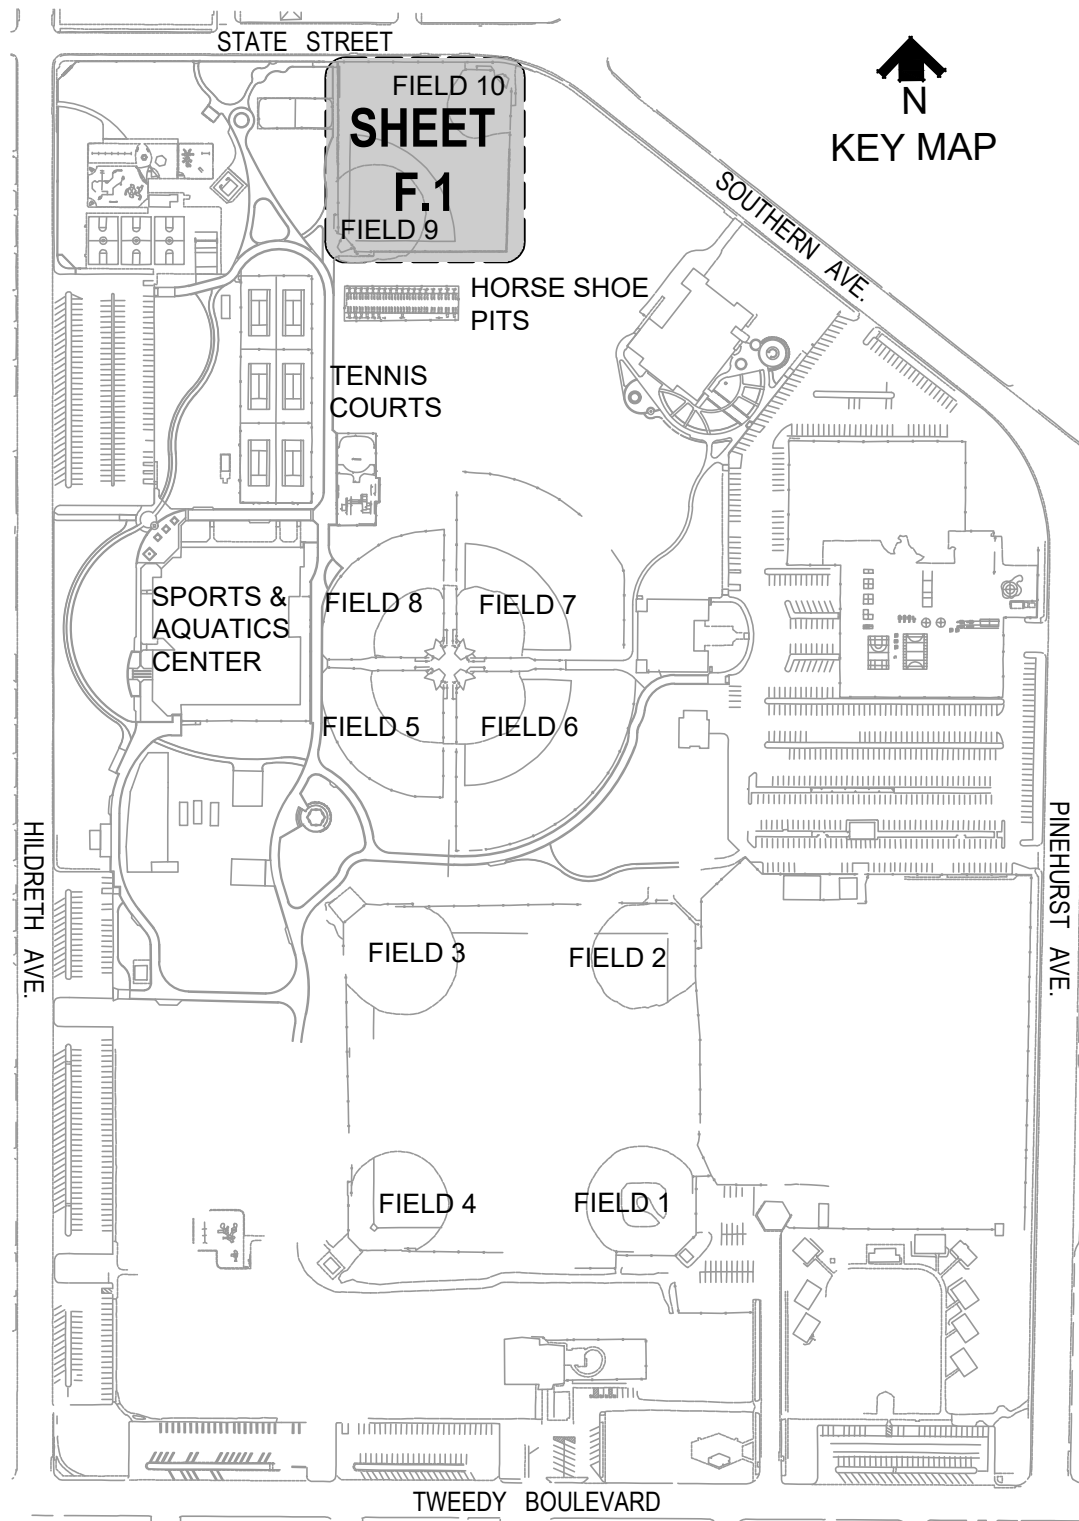 STATE STREET
FIELD 10
SHEET
F.1
FIELD 9
N
KEY MAP
SOUTHERN AVE.
HORSE SHOE
PITS
TENNIS
COURTS
SPORTS &
AQUATICS
CENTER
FIELD 8
FIELD 7
FIELD 5
FIELD 6
HILDRETH AVE.
PINEHURST AVE.
FIELD 3
FIELD 2
FIELD 4
FIELD 1
TWEEDY BOULEVARD